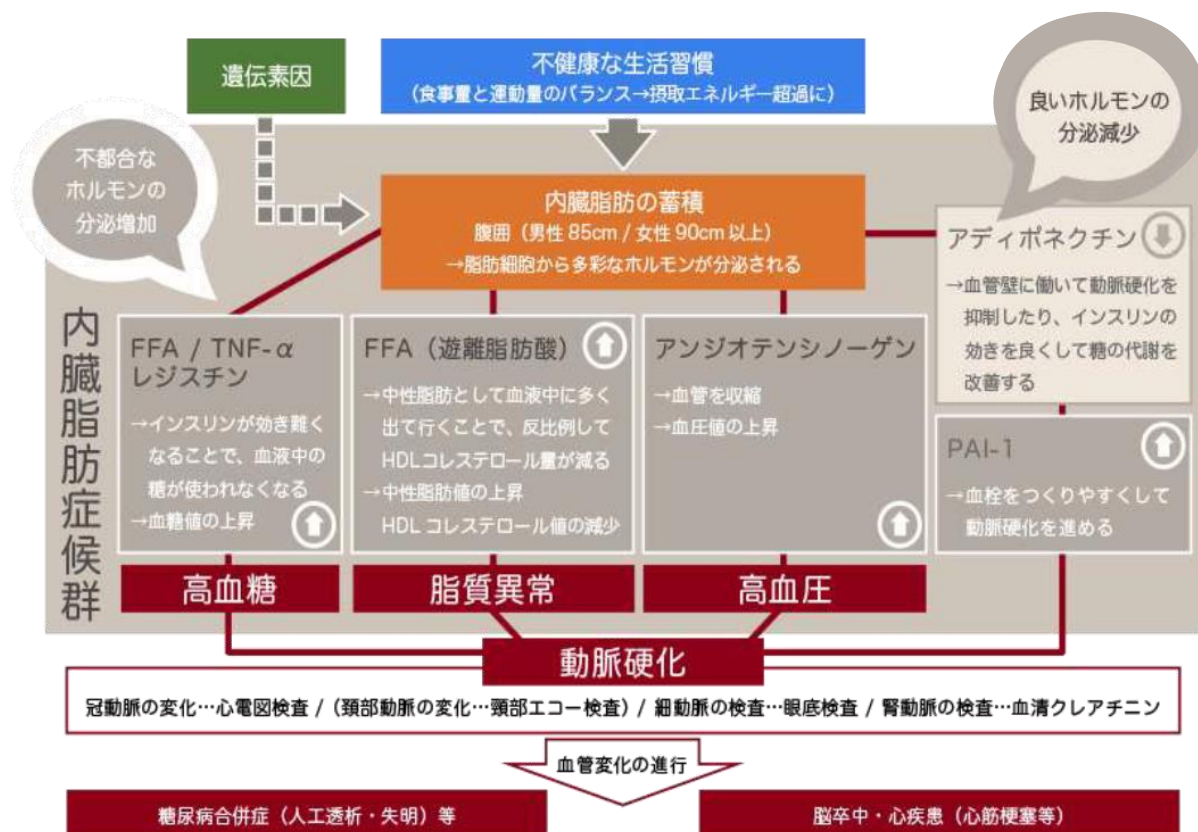 遺伝素因
不健康な生活習慣
（食事量と運動量のバランス→摂取エネルギー超過に）
良いホルモンの
分泌減少
不都合な
ホルモンの
分泌増加
内臓脂肪の蓄積
腹囲（男性 85cm / 女性 90cm 以上）
→脂肪細胞から多彩なホルモンが分泌される
内臓脂肪症候群
FFA / TNF-α
レジスチン
→インスリンが効き難く
なることで、血液中の
糖が使われなくなる
→血糖値の上昇
FFA（遊離脂肪酸）
→中性脂肪として血液中に多く
出て行くことで、反比例して
HDLコレステロール量が減る
→中性脂肪値の上昇
HDL コレステロール値の減少
アンジオテンシノーゲン
→血管を収縮
→血圧値の上昇
アディポネクチン
→血管壁に働いて動脈硬化を
抑制したり、インスリンの
効きを良くして糖の代謝を
改善する
PAI-1
→血栓をつくりやすくして
動脈硬化を進める
高血糖
脂質異常
高血圧
動脈硬化
冠動脈の変化…心電図検査 /（頚部動脈の変化…頸部エコー検査）/ 細動脈の検査…眼底検査 / 腎動脈の検査…血清クレアチニン
血管変化の進行
糖尿病合併症（人工透析・失明）等
脳卒中・心疾患（心筋梗塞等）